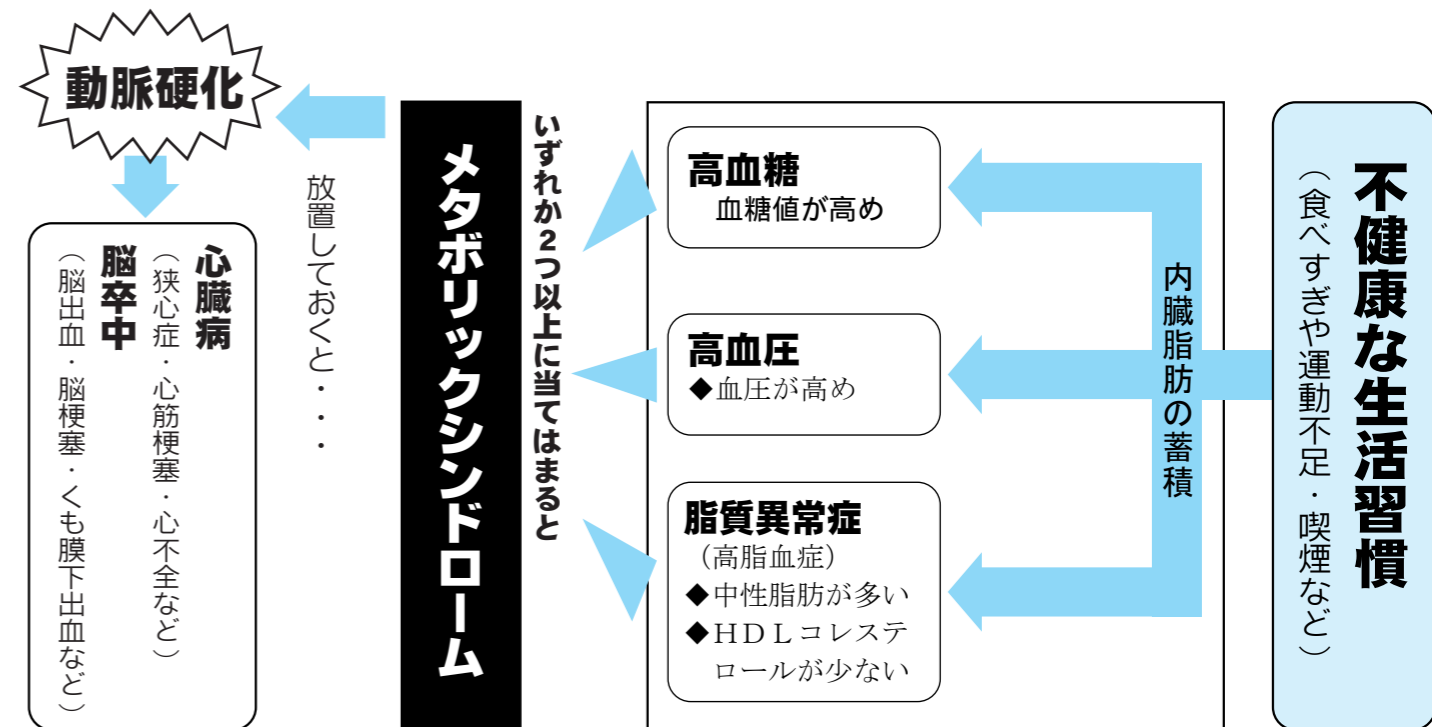 不健康な生活習慣
（食べすぎや運動不足・喫煙など）
内臓脂肪の蓄積
高血糖
血糖値が高め
高血圧
◆血圧が高め
脂質異常症
（高脂血症）
◆中性脂肪が多い
◆ＨＤＬコレステ
ロールが少ない
いずれか2つ以上に当てはまると
メタボリックシンドローム
放置しておくと・・・
動脈硬化
心臓病
（狭心症・心筋梗塞・心不全など）
脳卒中
（脳出血・脳梗塞・くも膜下出血など）